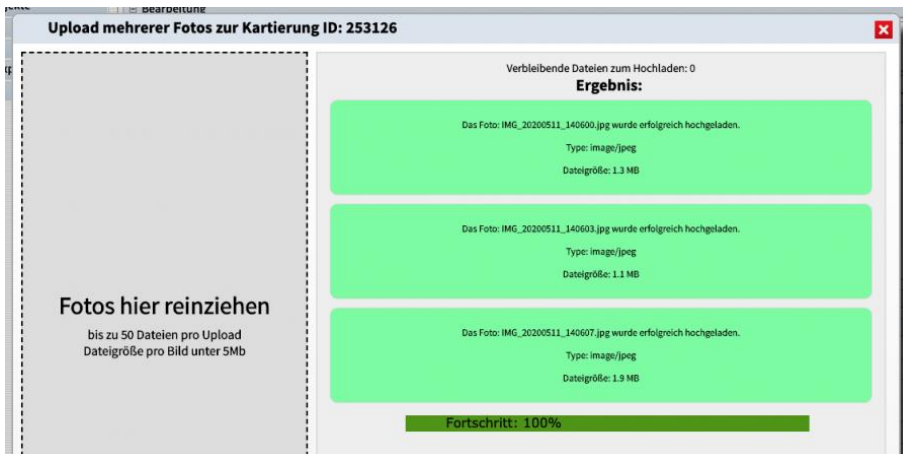 Bearbeitung
Upload mehrerer Fotos zur Kartierung ID: 253126
Fotos hier reinziehen
bis zu 50 Dateien pro Upload
Dateigröße pro Bild unter 5Mb
Verbleibende Dateien zum Hochladen: 0
Ergebnis:
Das Foto: IMG_20200511_140600.jpg wurde erfolgreich hochgeladen.
Type: image/jpeg
Dateigröße: 1.3 MB
Das Foto: IMG_20200511_140603.jpg wurde erfolgreich hochgeladen.
Type: image/jpeg
Dateigröße: 1.1 MB
Das Foto: IMG_20200511_140607.jpg wurde erfolgreich hochgeladen.
Type: image/jpeg
Dateigröße: 1.9 MB
Fortschritt: 100%